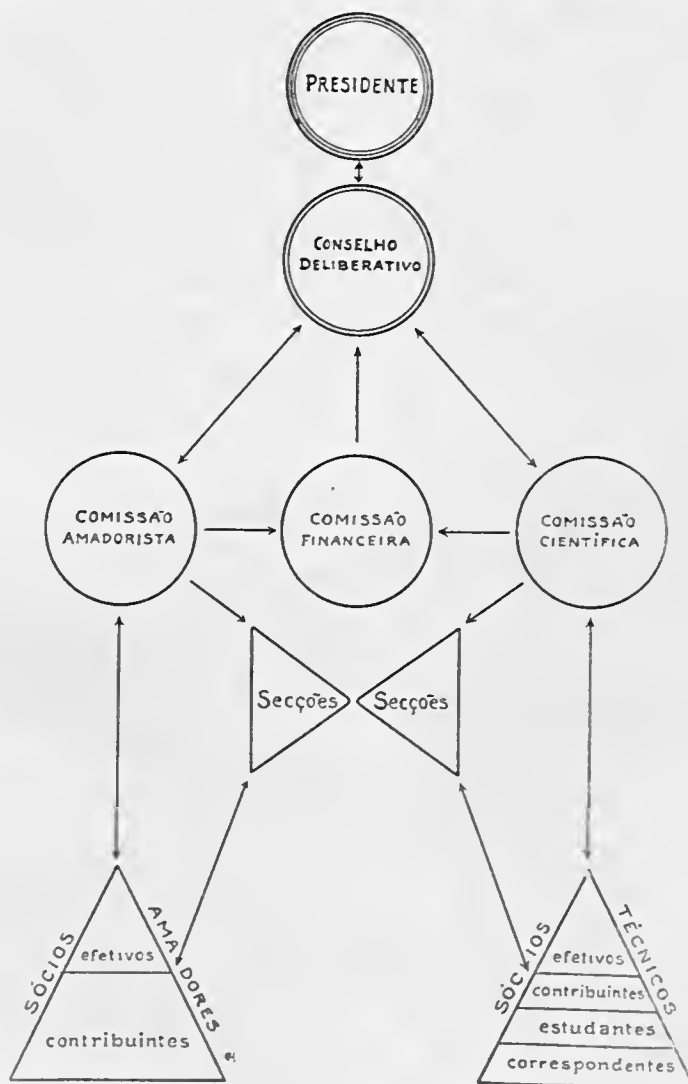 PRESIDENTE
CONSELHO
DELIBERATIVO
COMISSÃO
AMADORISTA
COMISSÃO
FINANCEIRA
COMISSÃO
CIENTÍFICA
Secções
Secções
SÓCIOS
AMADORES
efetivos
contribuintes
SÓCIOS
TÉCNICOS
efetivos
contribuintes
estudantes
correspondentes